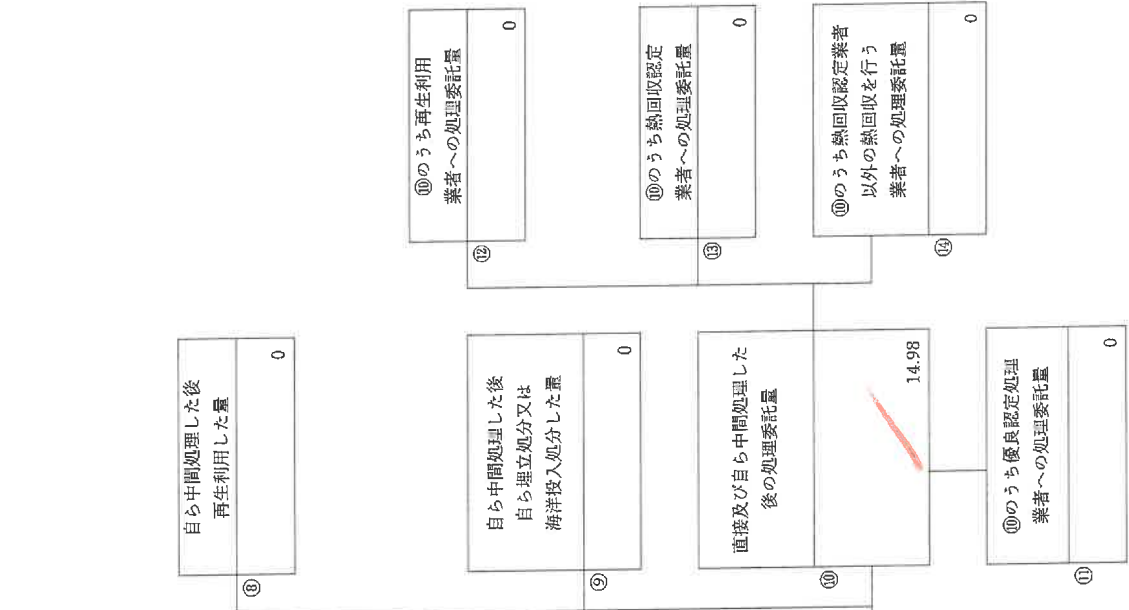 ⑧
自ら中間処理した後
再生利用した量
0
⑨
自ら中間処理した後
自ら埋立処分又は
海洋投入処分した量
0
⑩
直接及び自ら中間処理した
後の処理委託量
14.98
⑪
⑩のうち優良認定処理
業者への処理委託量
0
⑫
⑩のうち再生利用
業者への処理委託量
0
⑬
⑩のうち熱回収認定
業者への処理委託量
0
⑭
⑩のうち熱回収認定業者
以外の熱回収を行う
業者への処理委託量
0